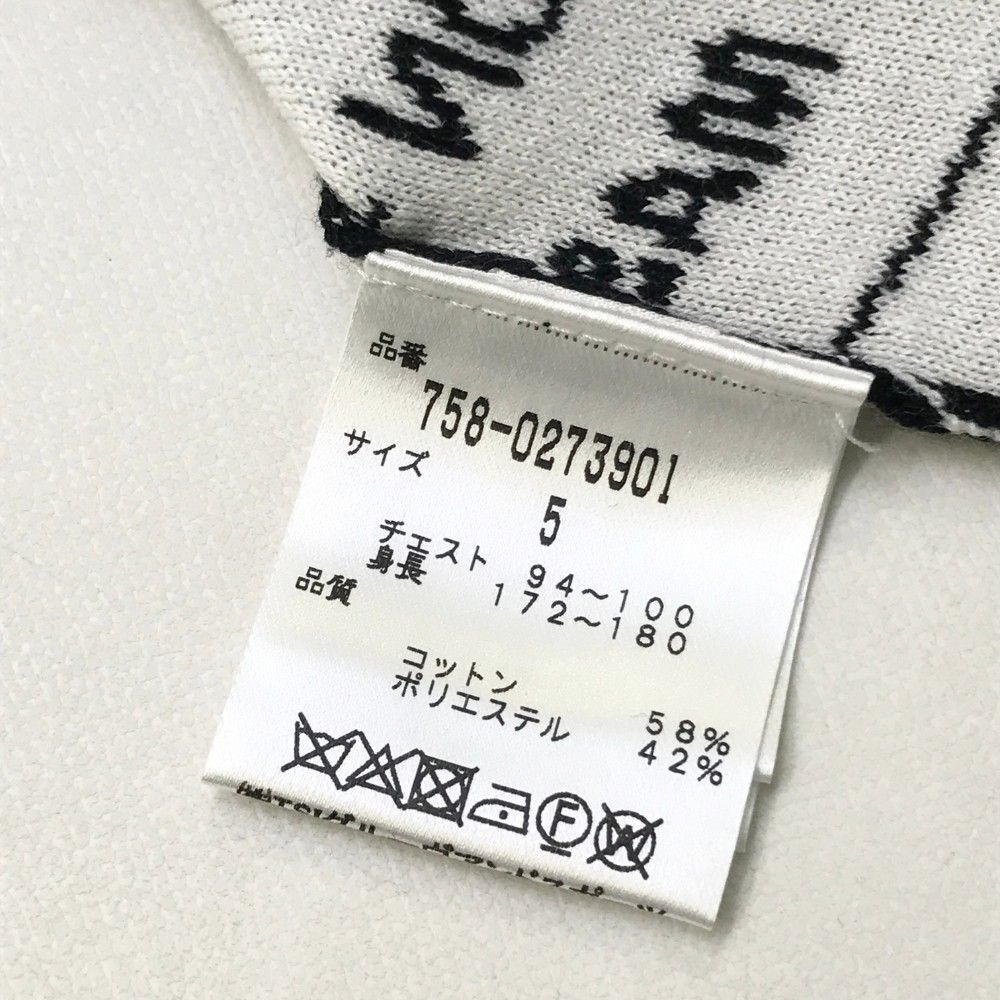 品番
758-0273901
サイズ
5
チェスト 94～100
身長 172～180
品質
コットン 58%
ポリエステル 42%
F
W